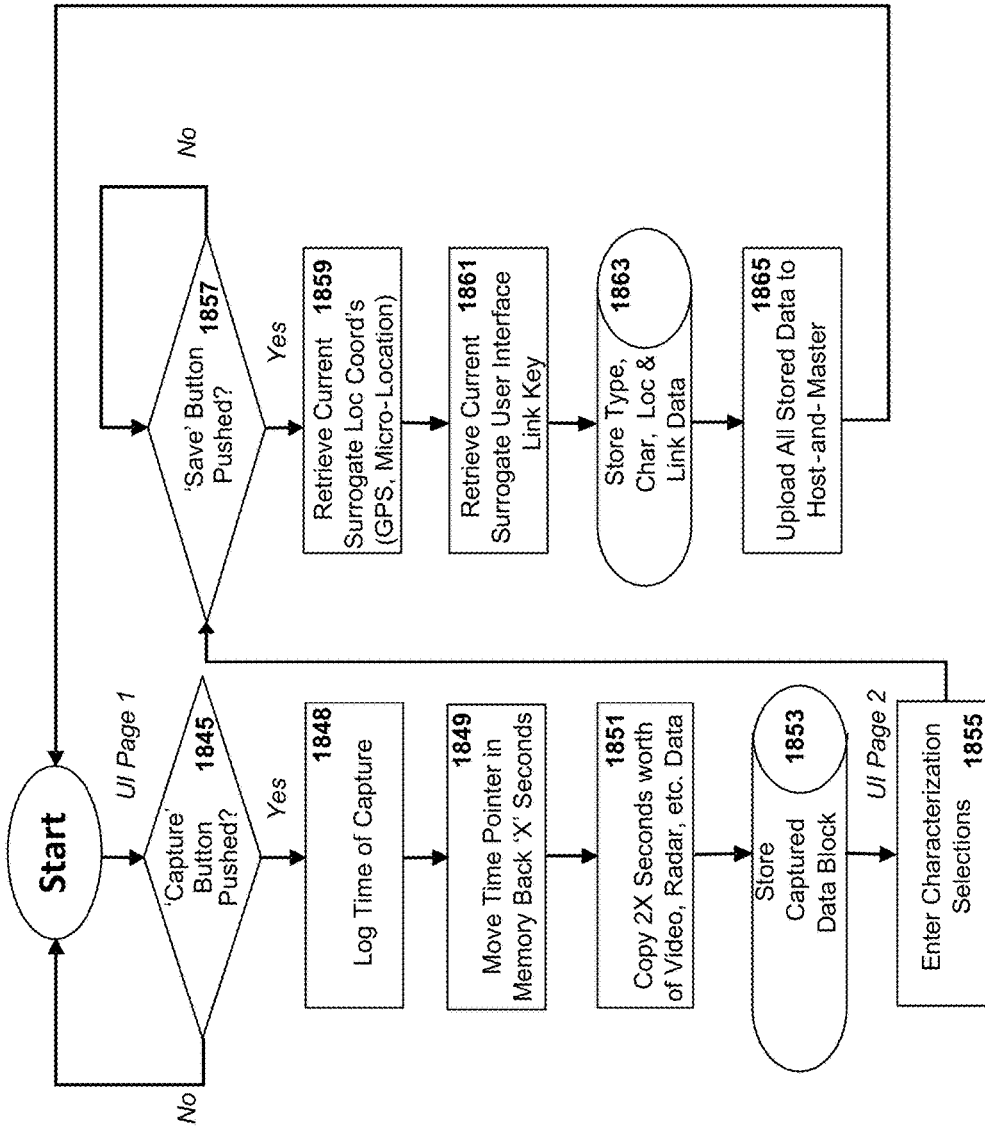 Start
UI Page 1
'Capture'
Button
Pushed?
1845
No
Yes
1848
Log Time of Capture
1849
Move Time Pointer in
Memory Back 'X' Seconds
1851
Copy 2X Seconds worth
of Video, Radar, etc. Data
Store
Captured
Data Block
1853
UI Page 2
Enter Characterization
Selections
1855
'Save' Button
Pushed?
1857
No
Yes
Retrieve Current 1859
Surrogate Loc Coord's
(GPS, Micro-Location)
1861
Retrieve Current
Surrogate User Interface
Link Key
Store Type,
Char, Loc &
Link Data
1863
1865
Upload All Stored Data to
Host-and-Master